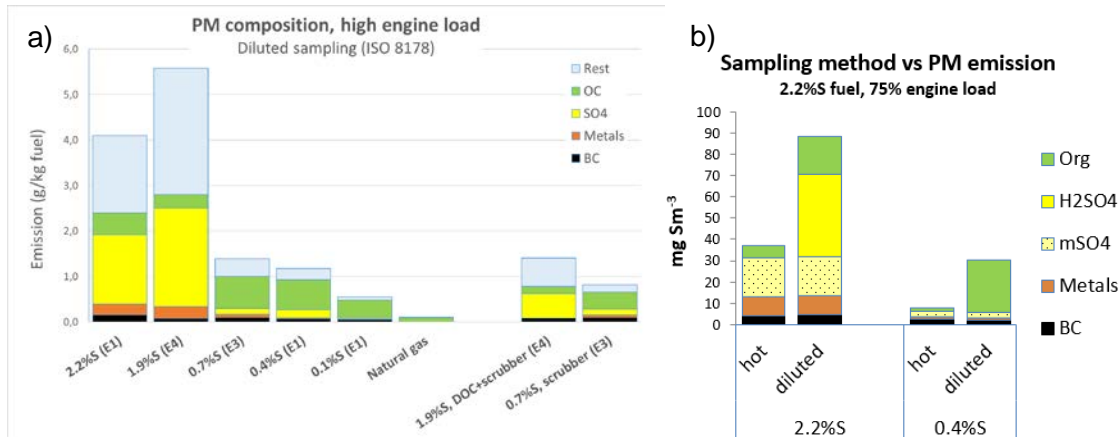 a)
PM composition, high engine load
Diluted sampling (ISO 8178)
6,0
5,0
4,0
3,0
2,0
1,0
0,0
Emission (g/kg fuel)
Rest
OC
SO4
Metals
BC
2.2%S (E1)
1.9%S (E4)
0.7%S (E3)
0.4%S (E1)
0.1%S (E1)
Natural gas
1.9%S, DOC+scrubber (E4)
0.7%S, scrubber (E3)
b)
Sampling method vs PM emission
2.2%S fuel, 75% engine load
100
90
80
70
60
50
40
30
20
10
0
mg Sm⁻³
Org
H2SO4
mSO4
Metals
BC
hot
diluted
hot
diluted
2.2%S
0.4%S